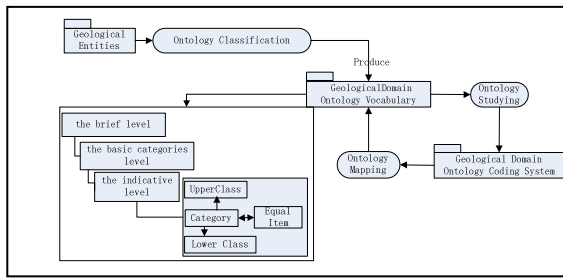 Geological
Entities
Ontology Classification
Produce
GeologicalDomain
Ontology Vocabulary
Ontology
Studying
the brief level
the basic categories
level
the indicative
level
Ontology
Mapping
Geological Domain
Ontology Coding System
UpperClass
Category
Equal
Item
Lower Class